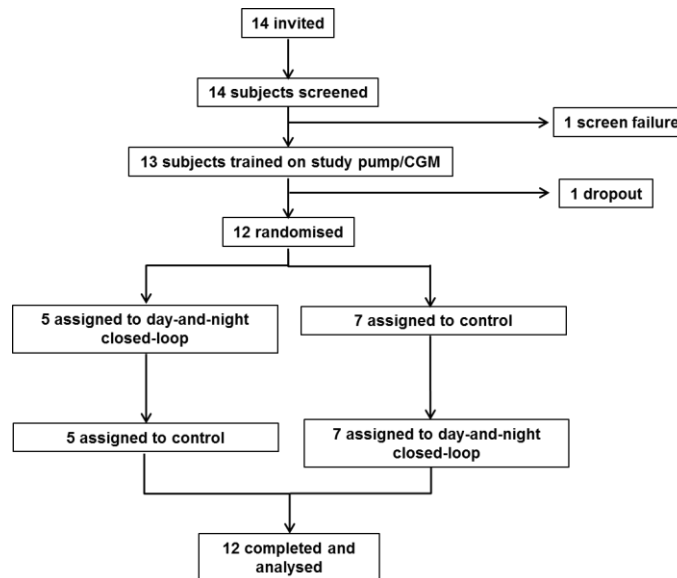 14 invited
14 subjects screened
1 screen failure
13 subjects trained on study pump/CGM
1 dropout
12 randomised
5 assigned to day-and-night
closed-loop
7 assigned to control
5 assigned to control
7 assigned to day-and-night
closed-loop
12 completed and
analysed